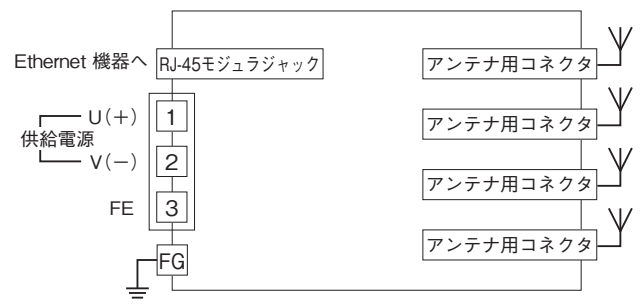 Ethernet 機器へ
RJ-45モジュラジャック
U(＋)
1
供給電源
V(－)
2
FE
3
FG
アンテナ用コネクタ
アンテナ用コネクタ
アンテナ用コネクタ
アンテナ用コネクタ